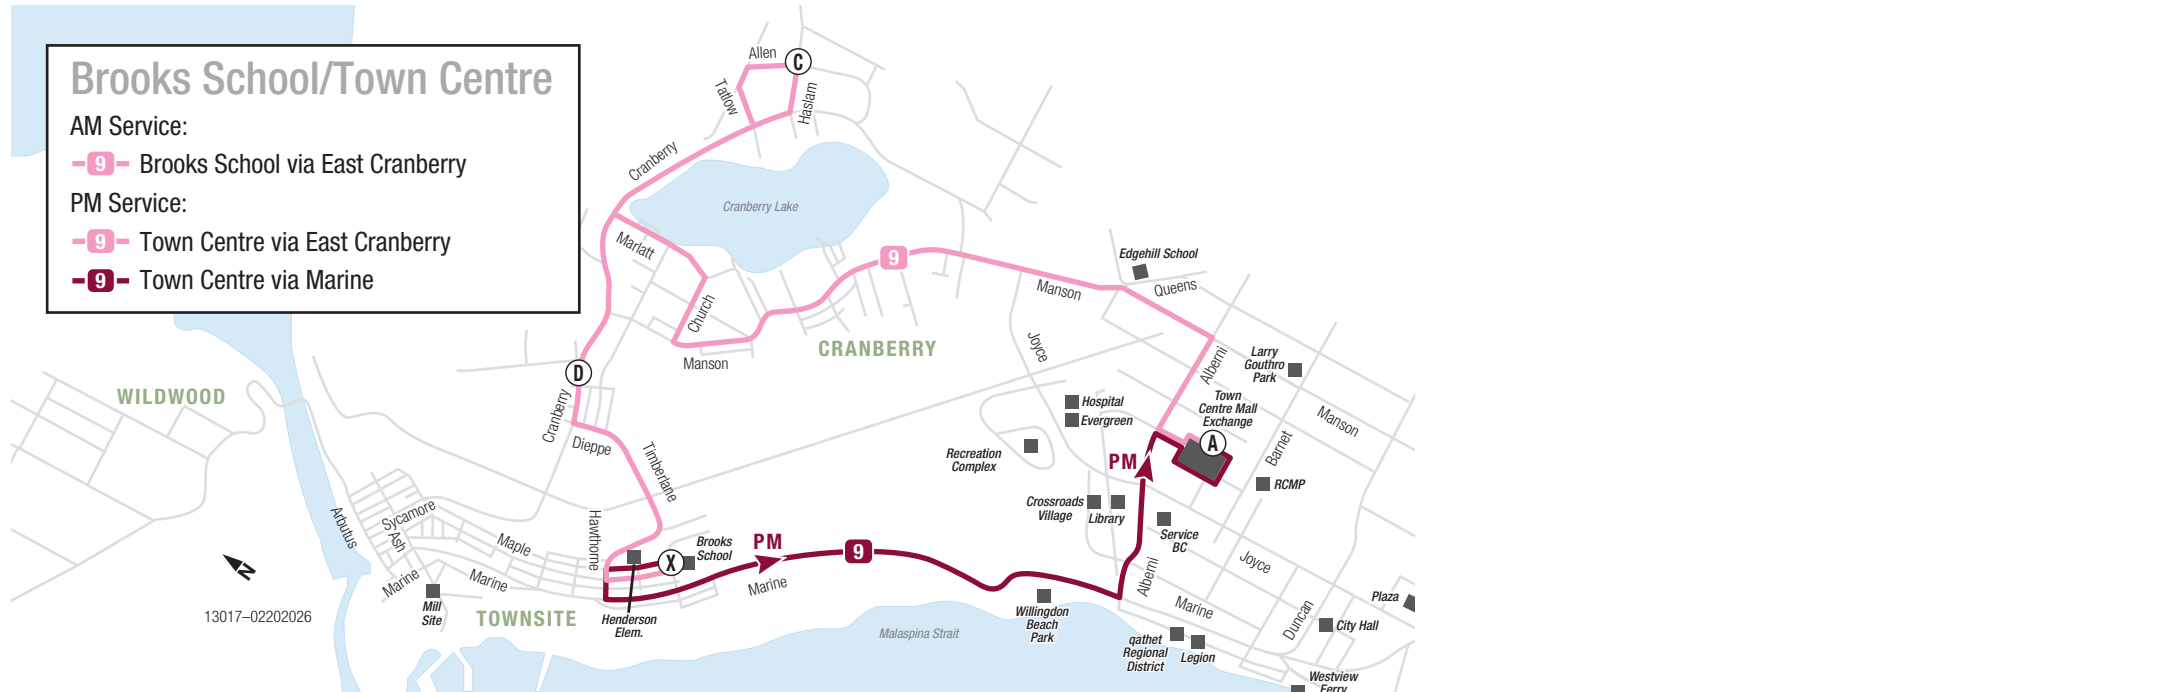 Brooks School/Town Centre
AM Service:
9 Brooks School via East Cranberry
PM Service:
9 Town Centre via East Cranberry
9 Town Centre via Marine
Allen
C
Tatlow
Haslam
Cranberry
Cranberry Lake
Marlatt
9
Edgehill School
Queens
Manson
Church
Manson
CRANBERRY
Joyce
Alberni
Larry
Gouthro
Park
D
WILDWOOD
Cranberry
Dieppe
Timberlane
Hospital
Evergreen
Town
Centre Mall
Exchange
A
Manson
Barnet
Recreation
Complex
PM
RCMP
Crossroads
Village
Library
Service
BC
Arbutus
Sycamore
Ash
Maple
Hawthorne
Brooks
School
X
PM
9
Marine
Marine
Marine
Alberni
Joyce
N
13017–02202026
Mill
Site
TOWNSITE
Henderson
Elem.
Willingdon
Beach
Park
Malaspina Strait
Marine
Duncan
Plaza
City Hall
qathet
Regional
District
Legion
Westview
Ferry